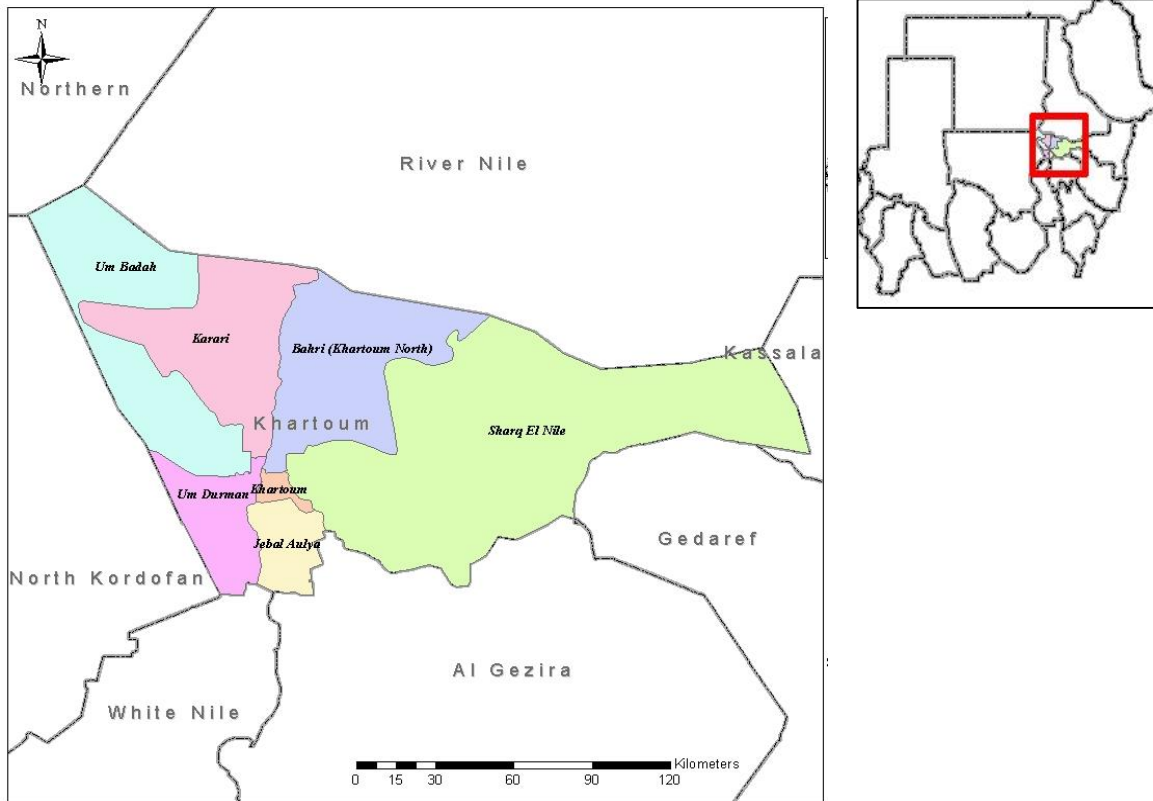 N
Northern
River Nile
Um Badah
Karari
Bahri (Khartoum North)
Kassala
Khartoum
Sharq El Nile
Um Durman
Khartoum
Jebal Aulya
Gedaref
North Kordofan
Al Gezira
White Nile
Kilometers
0 15 30 60 90 120